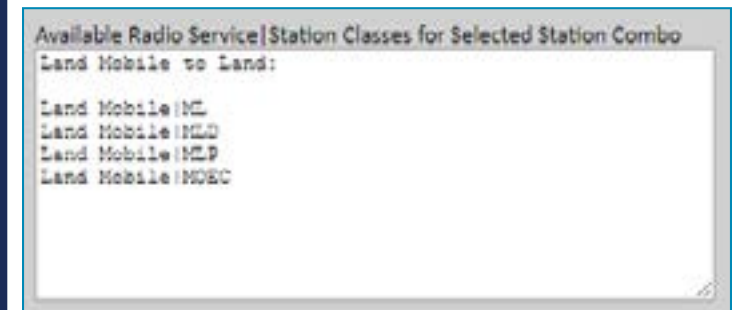 Available Radio Service|Station Classes for Selected Station Combo
Land Mobile to Land:
Land Mobile|ML
Land Mobile|MLD
Land Mobile|MLP
Land Mobile|MOEC